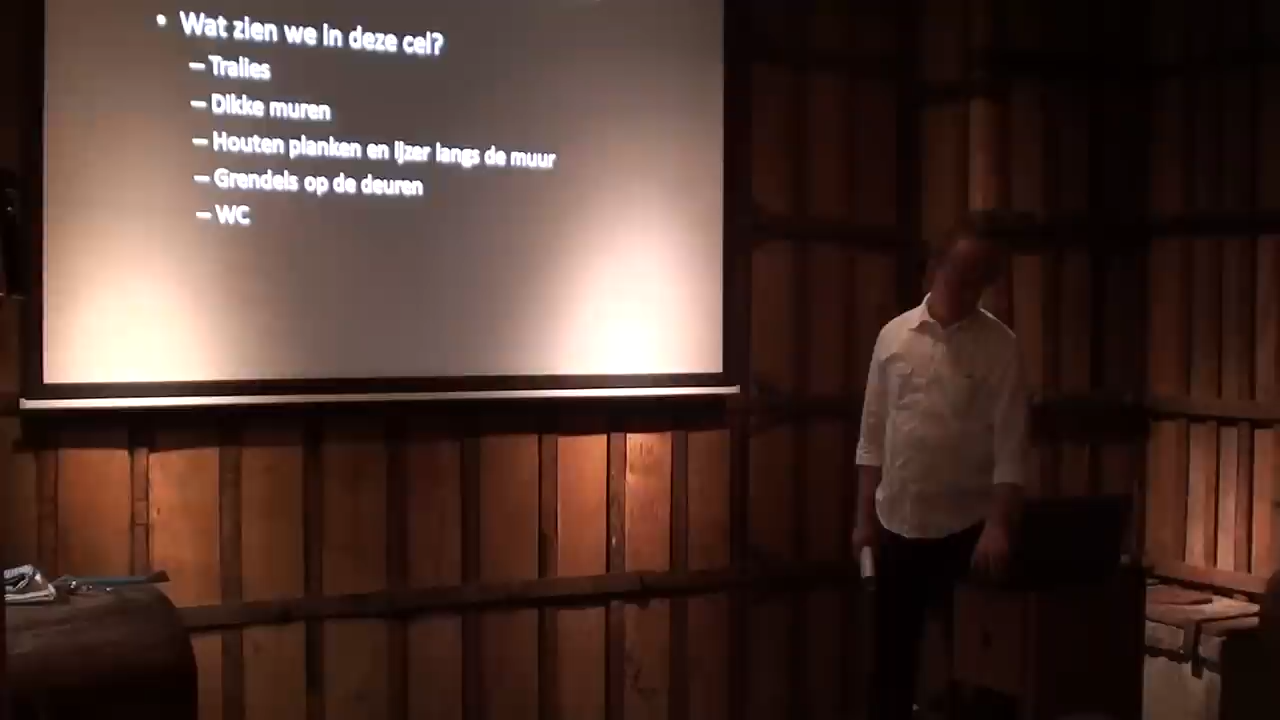 • Wat zien we in deze cel?
– Tralies
– Dikke muren
– Houten planken en ijzer langs de muur
– Grendels op de deuren
– WC